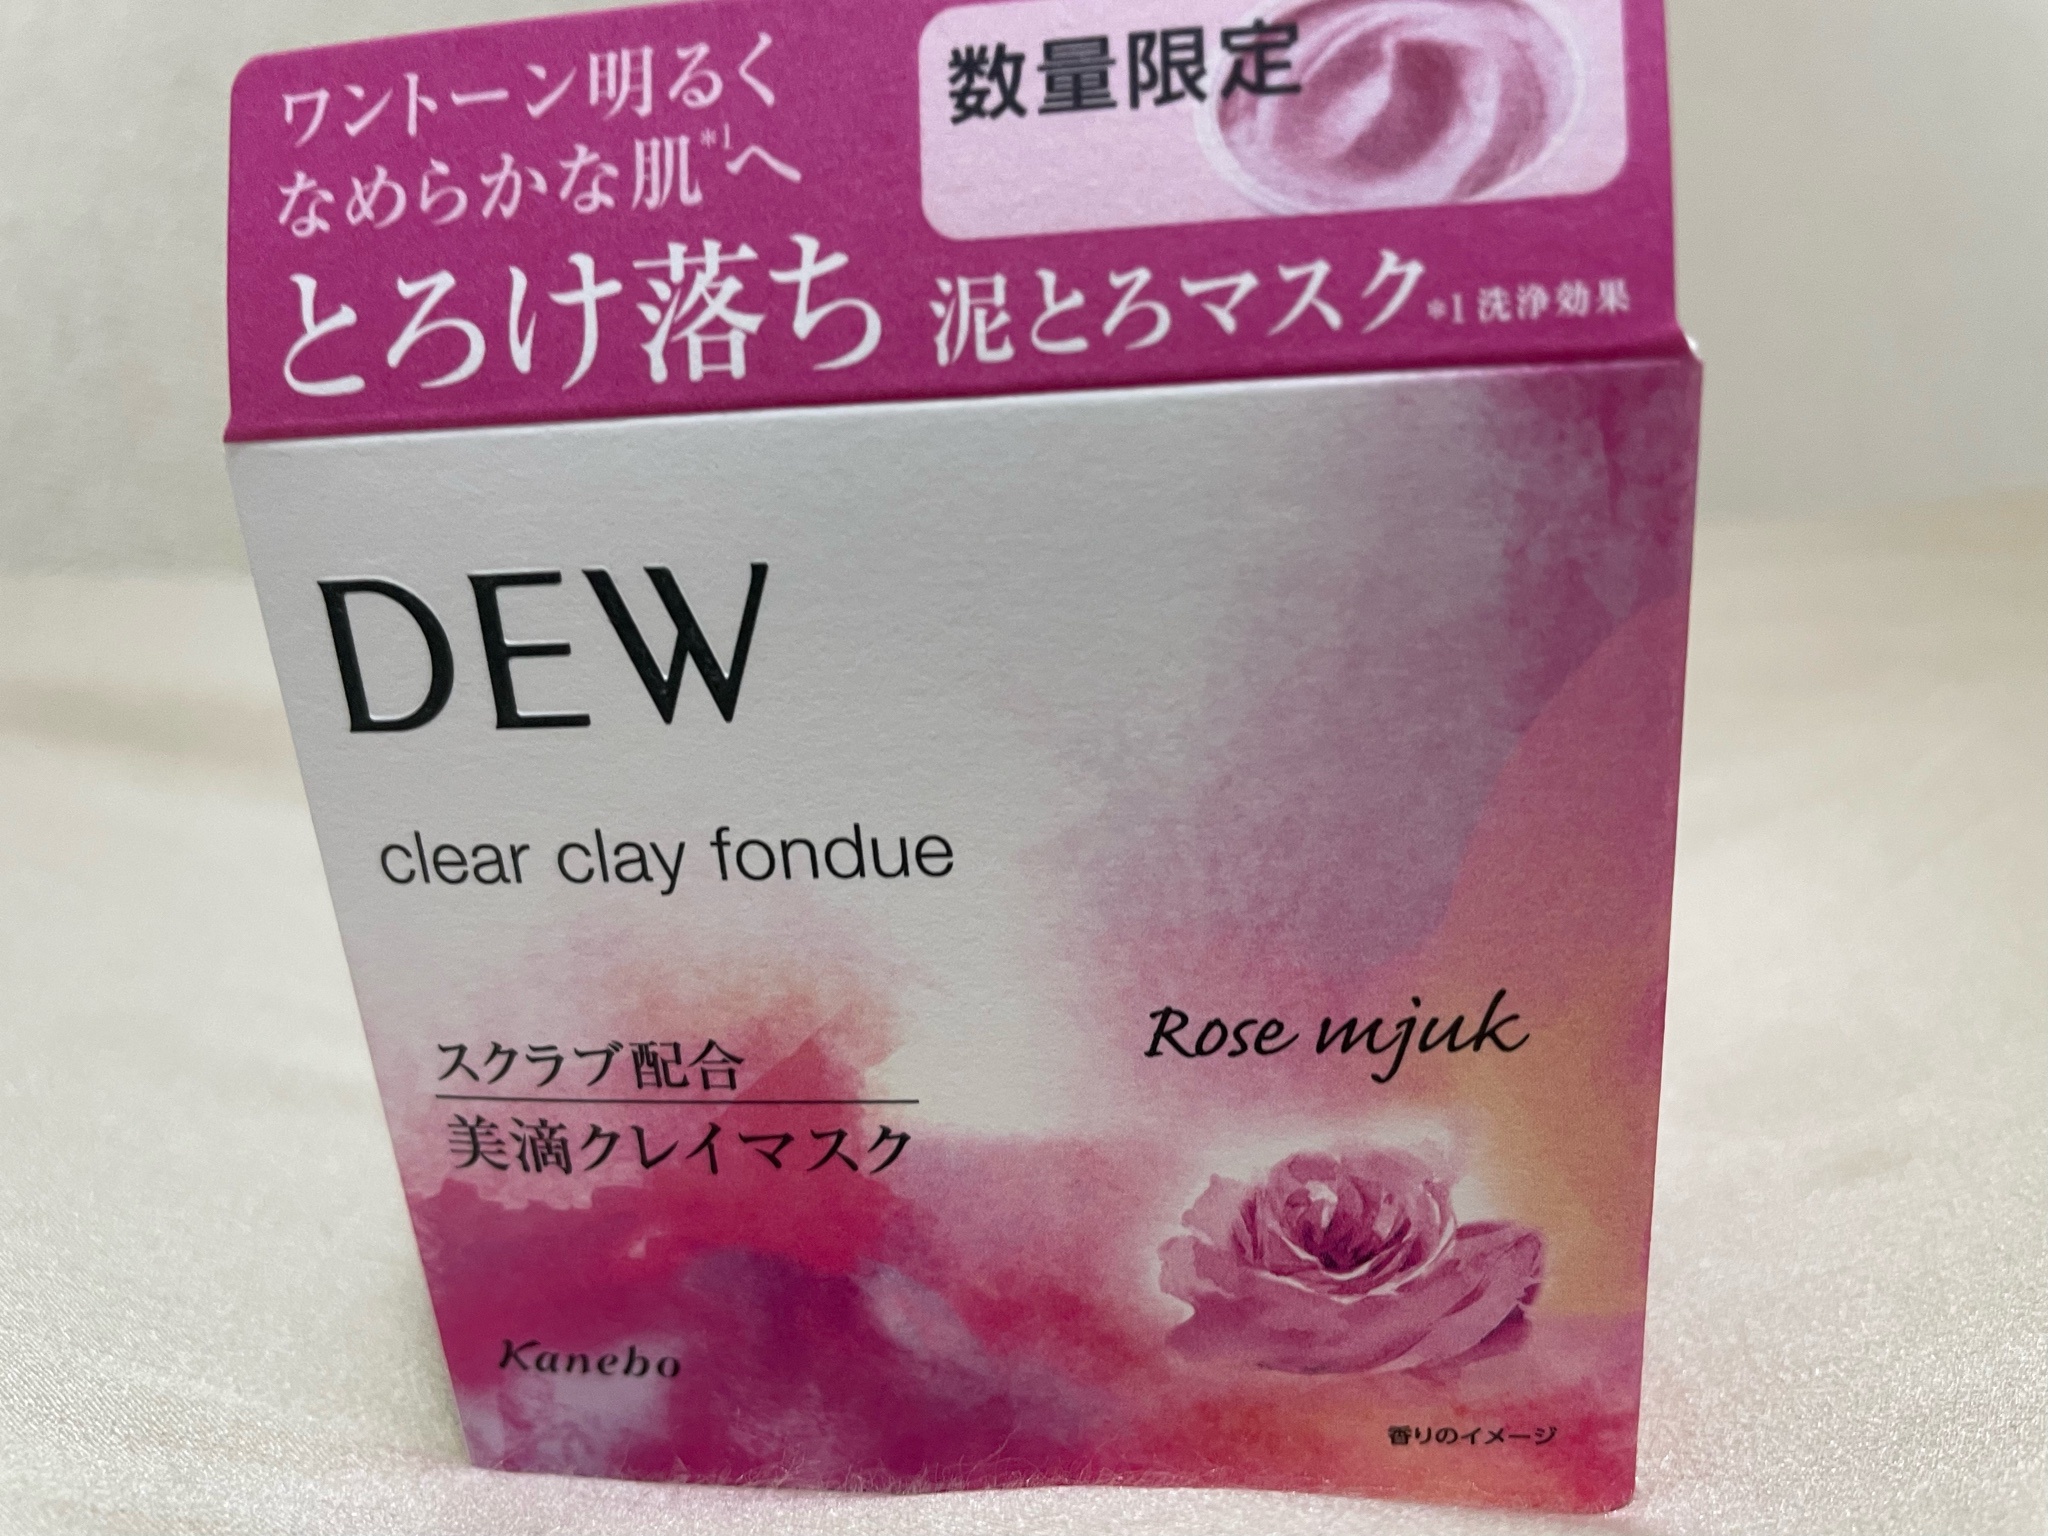 ワントーン明るく
なめらかな肌*1へ
数量限定
とろけ落ち 泥とろマスク *1 洗浄効果
DEW
clear clay fondue
Rose mjuk
スクラブ配合
美滴クレイマスク
Kanebo
香りのイメージ